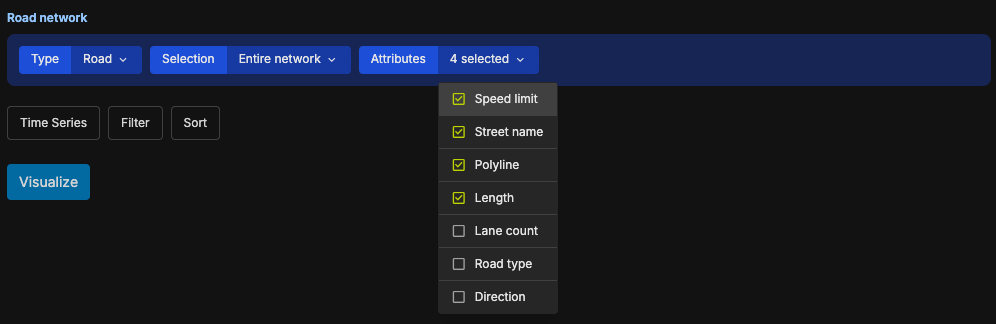 Road network
Type Road Selection Entire network Attributes 4 selected
Speed limit
Time Series Filter Sort
Street name
Polyline
Visualize
Length
Lane count
Road type
Direction